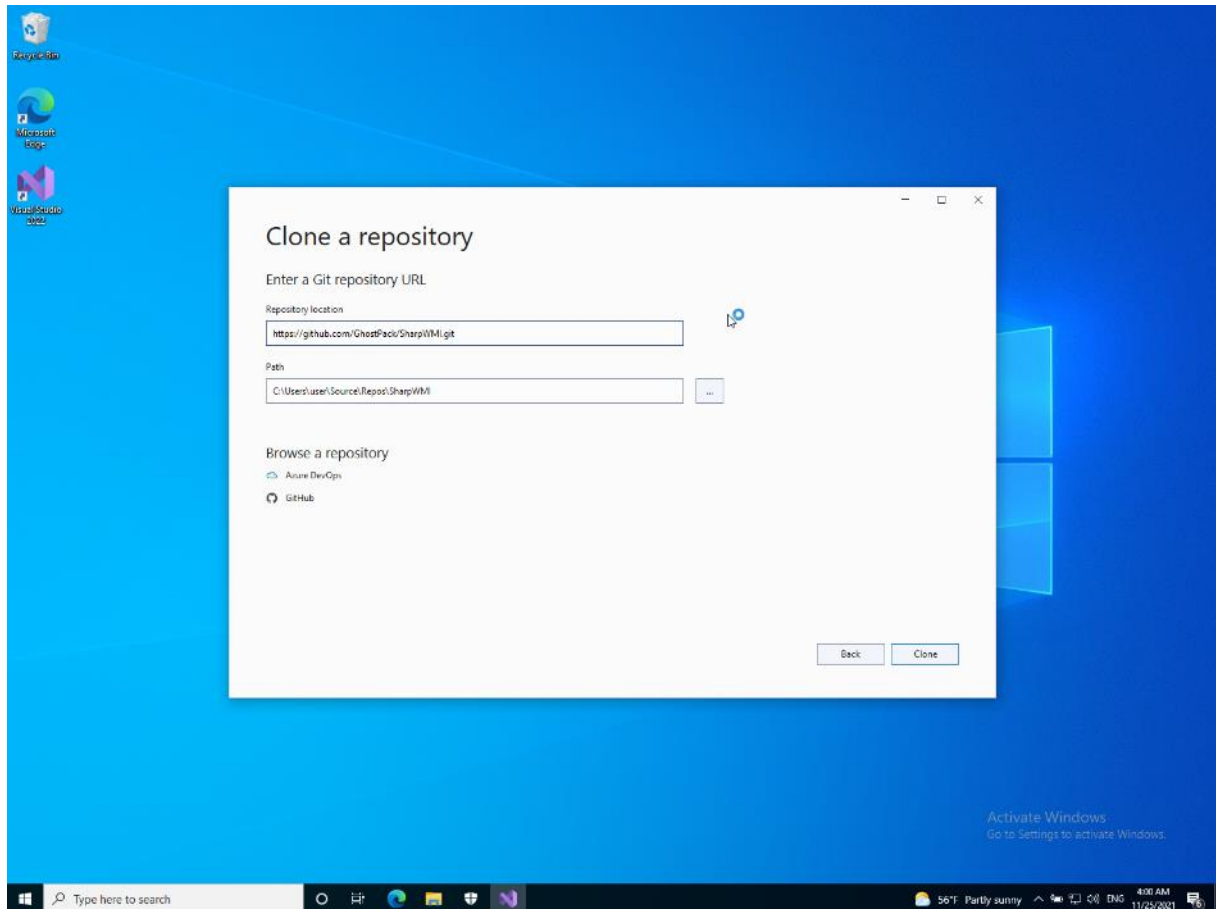 Recycle Bin
Microsoft
Edge
Visual Studio
2022
Clone a repository
Enter a Git repository URL
Repository location
https://github.com/GhostPack/SharpWMI.git
Path
C:\Users\user\Source\Repos\SharpWMI
...
Browse a repository
Azure DevOps
GitHub
Back
Clone
Activate Windows
Go to Settings to activate Windows.
Type here to search
56°F Partly sunny
ENG
4:00 AM
11/25/2021
6